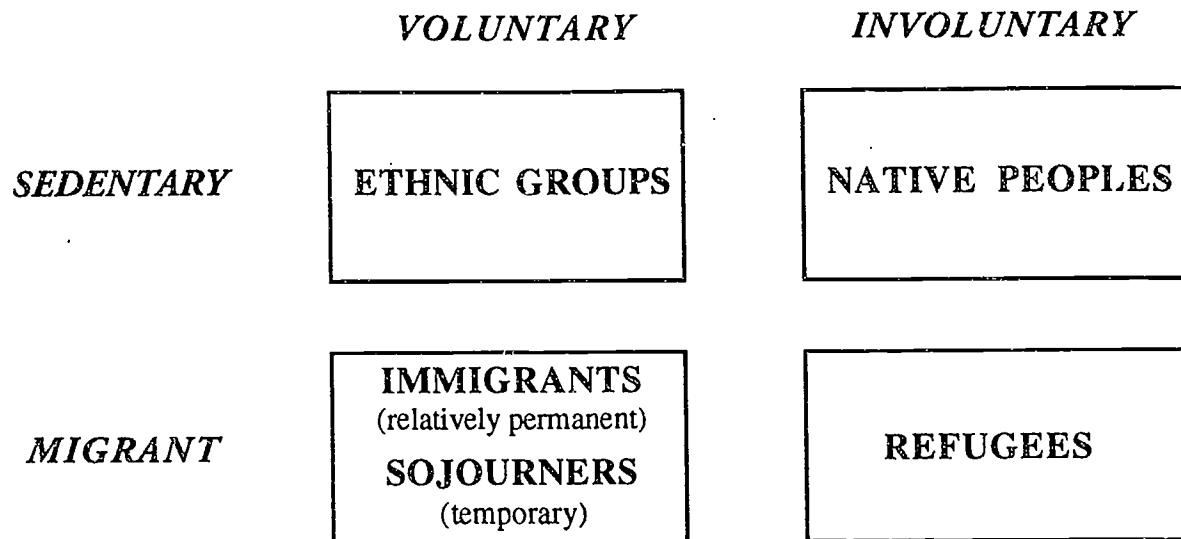 VOLUNTARY INVOLUNTARY
SEDENTARY ETHNIC GROUPS NATIVE PEOPLES
MIGRANT
IMMIGRANTS
(relatively permanent)
SOJOURNERS
(temporary)
REFUGEES